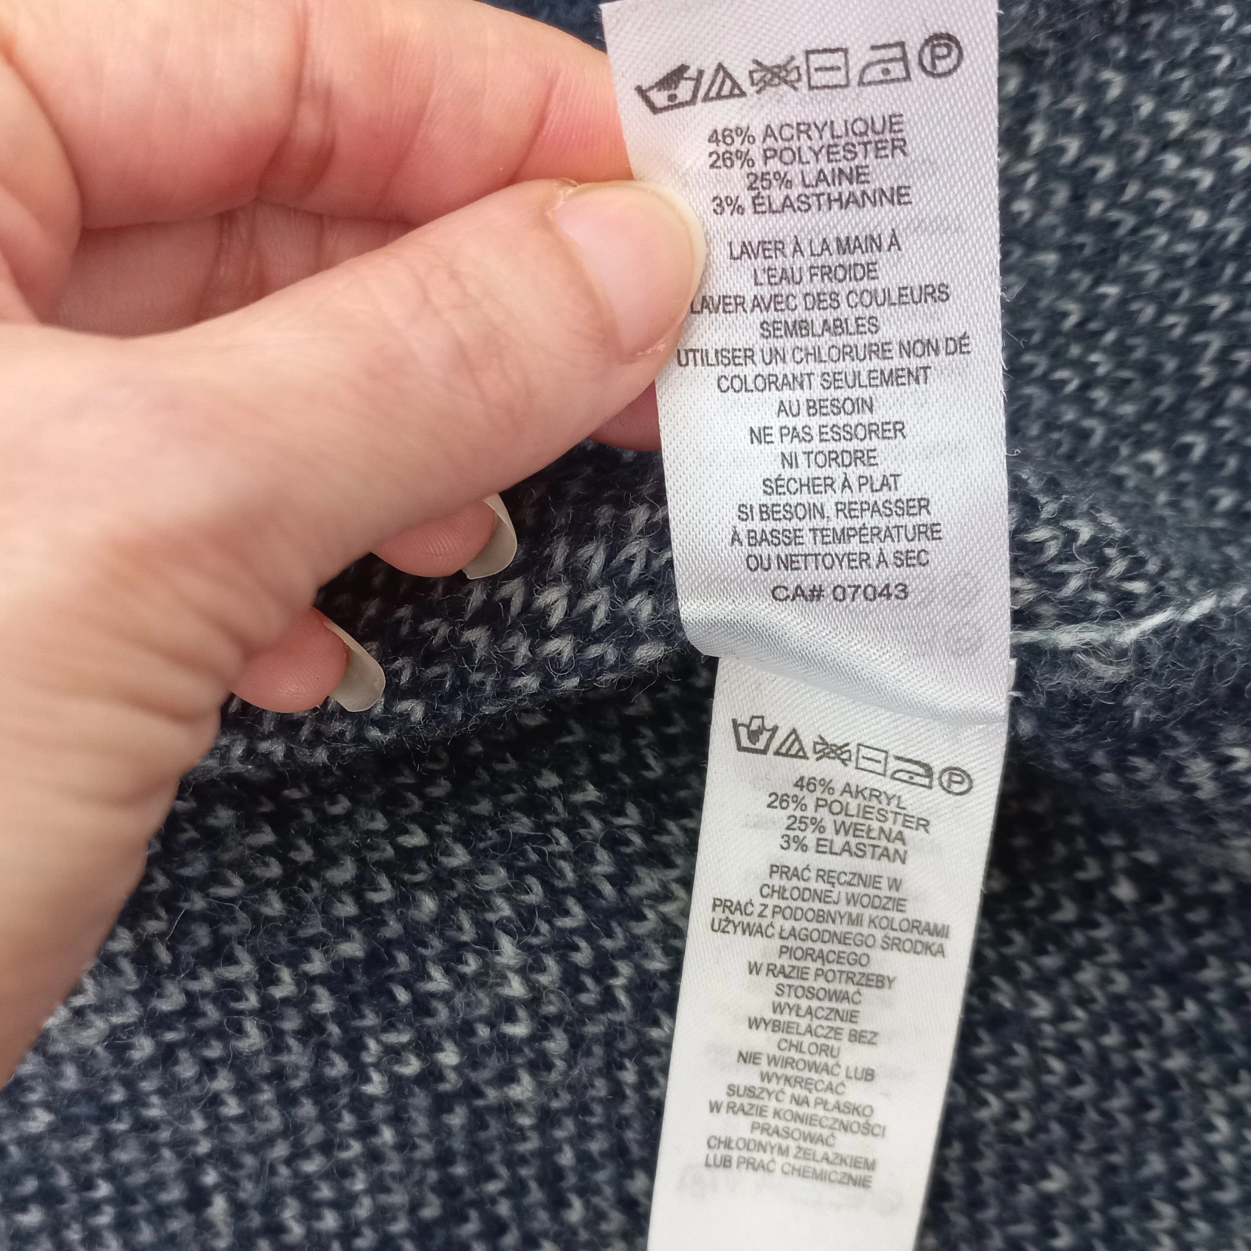 P
46% ACRYLIQUE
26% POLYESTER
25% LAINE
3% ÉLASTHANNE
LAVER À LA MAIN À
L'EAU FROIDE
LAVER AVEC DES COULEURS
SEMBLABLES
UTILISER UN CHLORURE NON DÉ
COLORANT SEULEMENT
AU BESOIN
NE PAS ESSORER
NI TORDRE
SÉCHER À PLAT
SI BESOIN, REPASSER
À BASSE TEMPÉRATURE
OU NETTOYER À SEC
CA# 07043
P
46% AKRYL
26% POLIESTER
25% WEŁNA
3% ELASTAN
PRAĆ RĘCZNIE W
CHŁODNEJ WODZIE
PRAĆ Z PODOBNYMI KOLORAMI
UŻYWAĆ ŁAGODNEGO ŚRODKA
PIORĄCEGO
W RAZIE POTRZEBY
STOSOWAĆ
WYŁĄCZNIE
WYBIELACZE BEZ
CHLORU
NIE WIROWAĆ LUB
WYKRĘCAĆ
SUSZYĆ NA PŁASKO
W RAZIE KONIECZNOŚCI
PRASOWAĆ
CHŁODNYM ŻELAZKIEM
LUB PRAĆ CHEMICZNIE